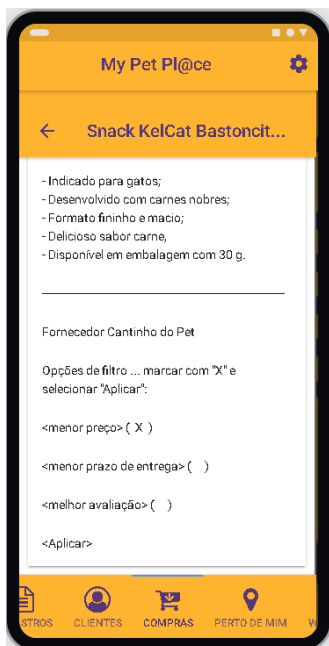 My Pet Pl@ce
Snack KelCat Bastoncit...
- Indicado para gatos;
- Desenvolvido com carnes nobres;
- Formato fininho e macio;
- Delicioso sabor carne,
- Disponível em embalagem com 30 g.
Fornecedor Cantinho do Pet
Opções de filtro ... marcar com "X" e
selecionar "Aplicar":
<menor preço> ( X )
<menor prazo de entrega> (   )
<melhor avaliação> (   )
<Aplicar>
STROS CLIENTES COMPRAS PERTO DE MIM